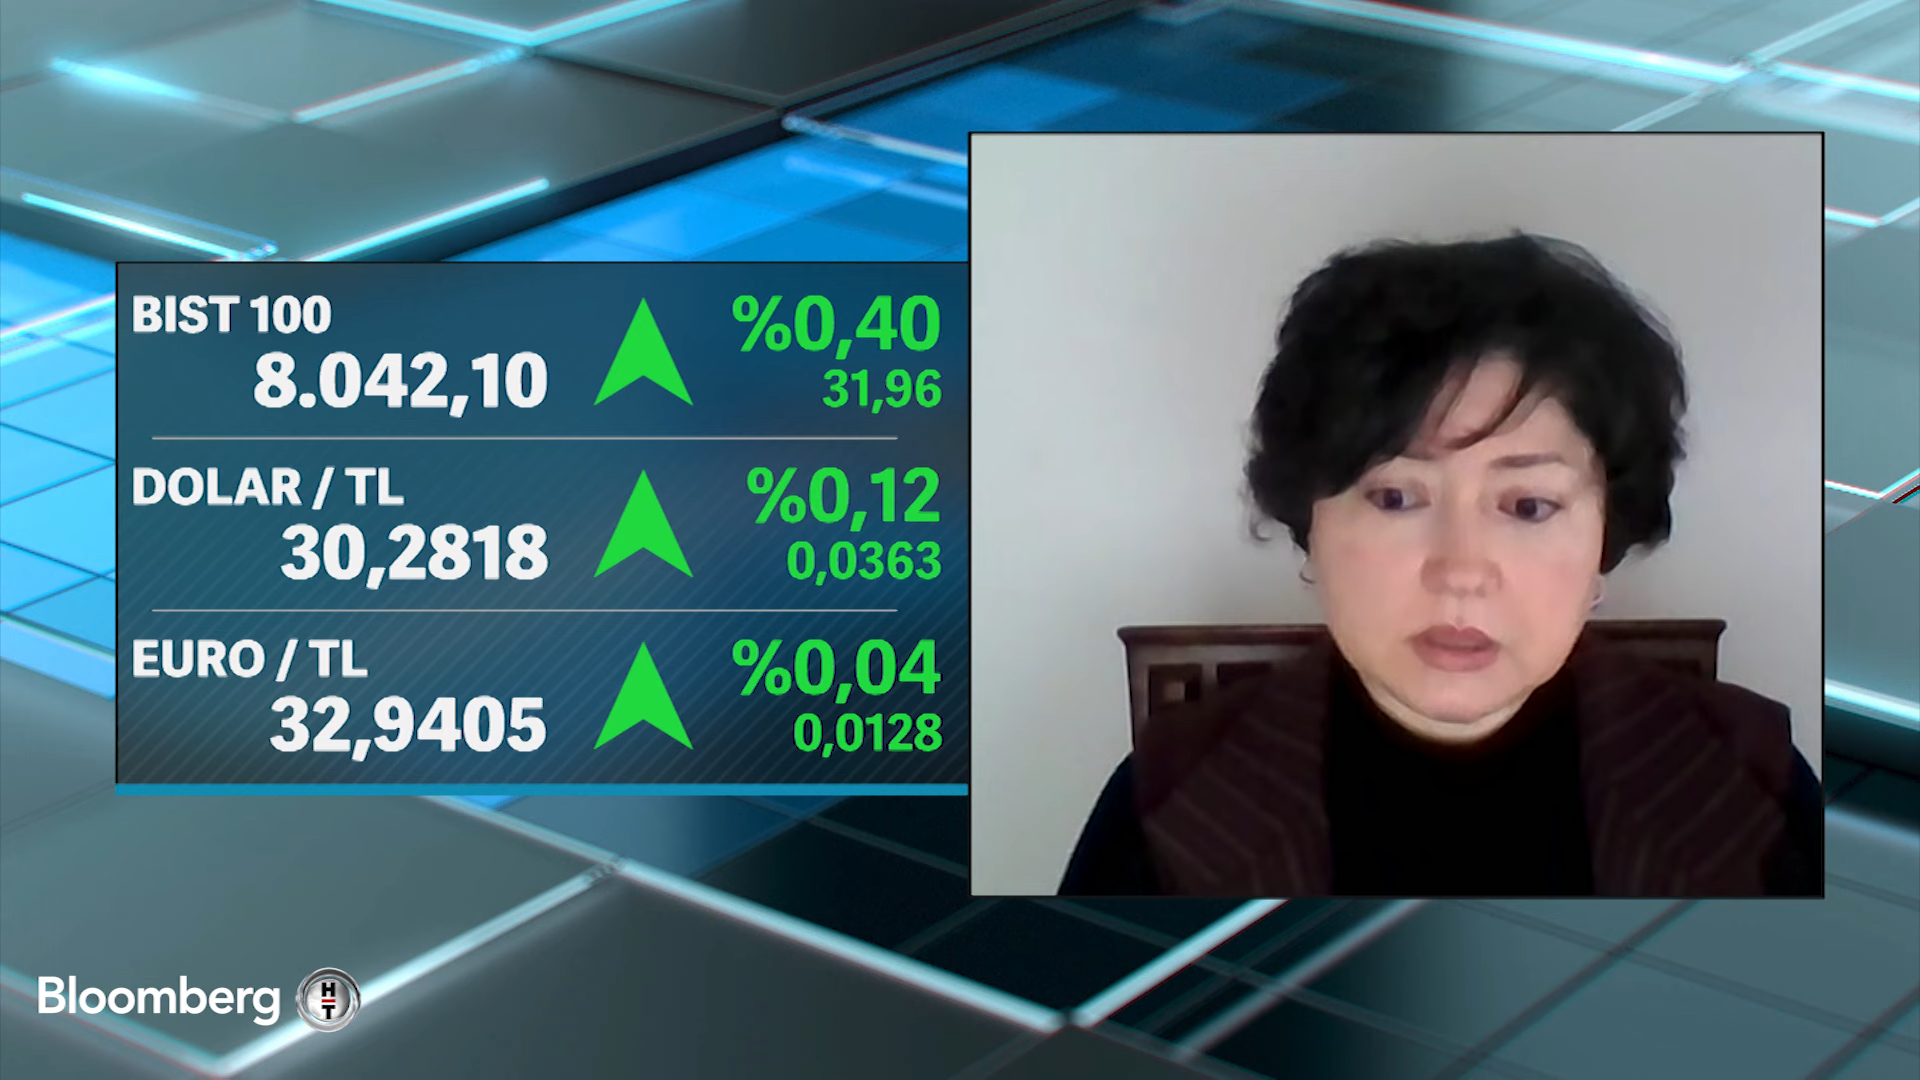 BIST 100
8.042,10
%0,40
31,96
DOLAR / TL
30,2818
%0,12
0,0363
EURO / TL
32,9405
%0,04
0,0128
Bloomberg HT